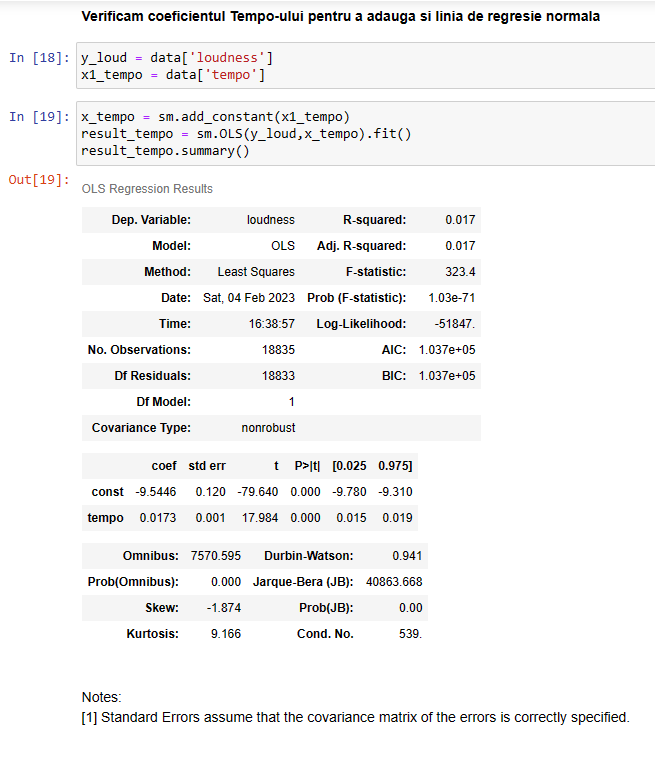 Verificam coeficientul Tempo-ului pentru a adauga si linia de regresie normala
In [18]: y_loud = data['loudness']
x1_tempo = data['tempo']
In [19]: x_tempo = sm.add_constant(x1_tempo)
result_tempo = sm.OLS(y_loud,x_tempo).fit()
result_tempo.summary()
Out[19]: OLS Regression Results
Dep. Variable: loudness R-squared: 0.017
Model: OLS Adj. R-squared: 0.017
Method: Least Squares F-statistic: 323.4
Date: Sat, 04 Feb 2023 Prob (F-statistic): 1.03e-71
Time: 16:38:57 Log-Likelihood: -51847.
No. Observations: 18835 AIC: 1.037e+05
Df Residuals: 18833 BIC: 1.037e+05
Df Model: 1
Covariance Type: nonrobust
coef std err t P>|t| [0.025 0.975]
const -9.5446 0.120 -79.640 0.000 -9.780 -9.310
tempo 0.0173 0.001 17.984 0.000 0.015 0.019
Omnibus: 7570.595 Durbin-Watson: 0.941
Prob(Omnibus): 0.000 Jarque-Bera (JB): 40863.668
Skew: -1.874 Prob(JB): 0.00
Kurtosis: 9.166 Cond. No. 539.
Notes:
[1] Standard Errors assume that the covariance matrix of the errors is correctly specified.